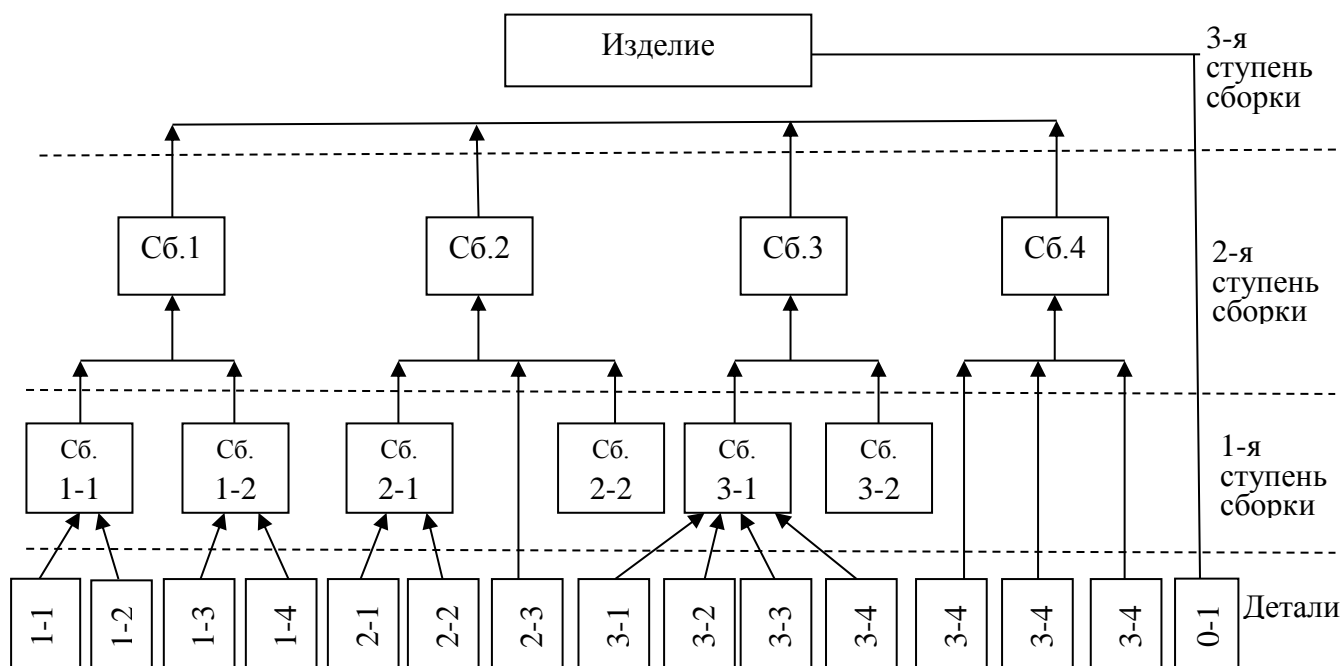 Изделие
3-я
ступень
сборки
Сб.1
Сб.2
Сб.3
Сб.4
2-я
ступень
сборки
Сб.
1-1
Сб.
1-2
Сб.
2-1
Сб.
2-2
Сб.
3-1
Сб.
3-2
1-я
ступень
сборки
1-1
1-2
1-3
1-4
2-1
2-2
2-3
3-1
3-2
3-3
3-4
3-4
3-4
3-4
0-1
Детали